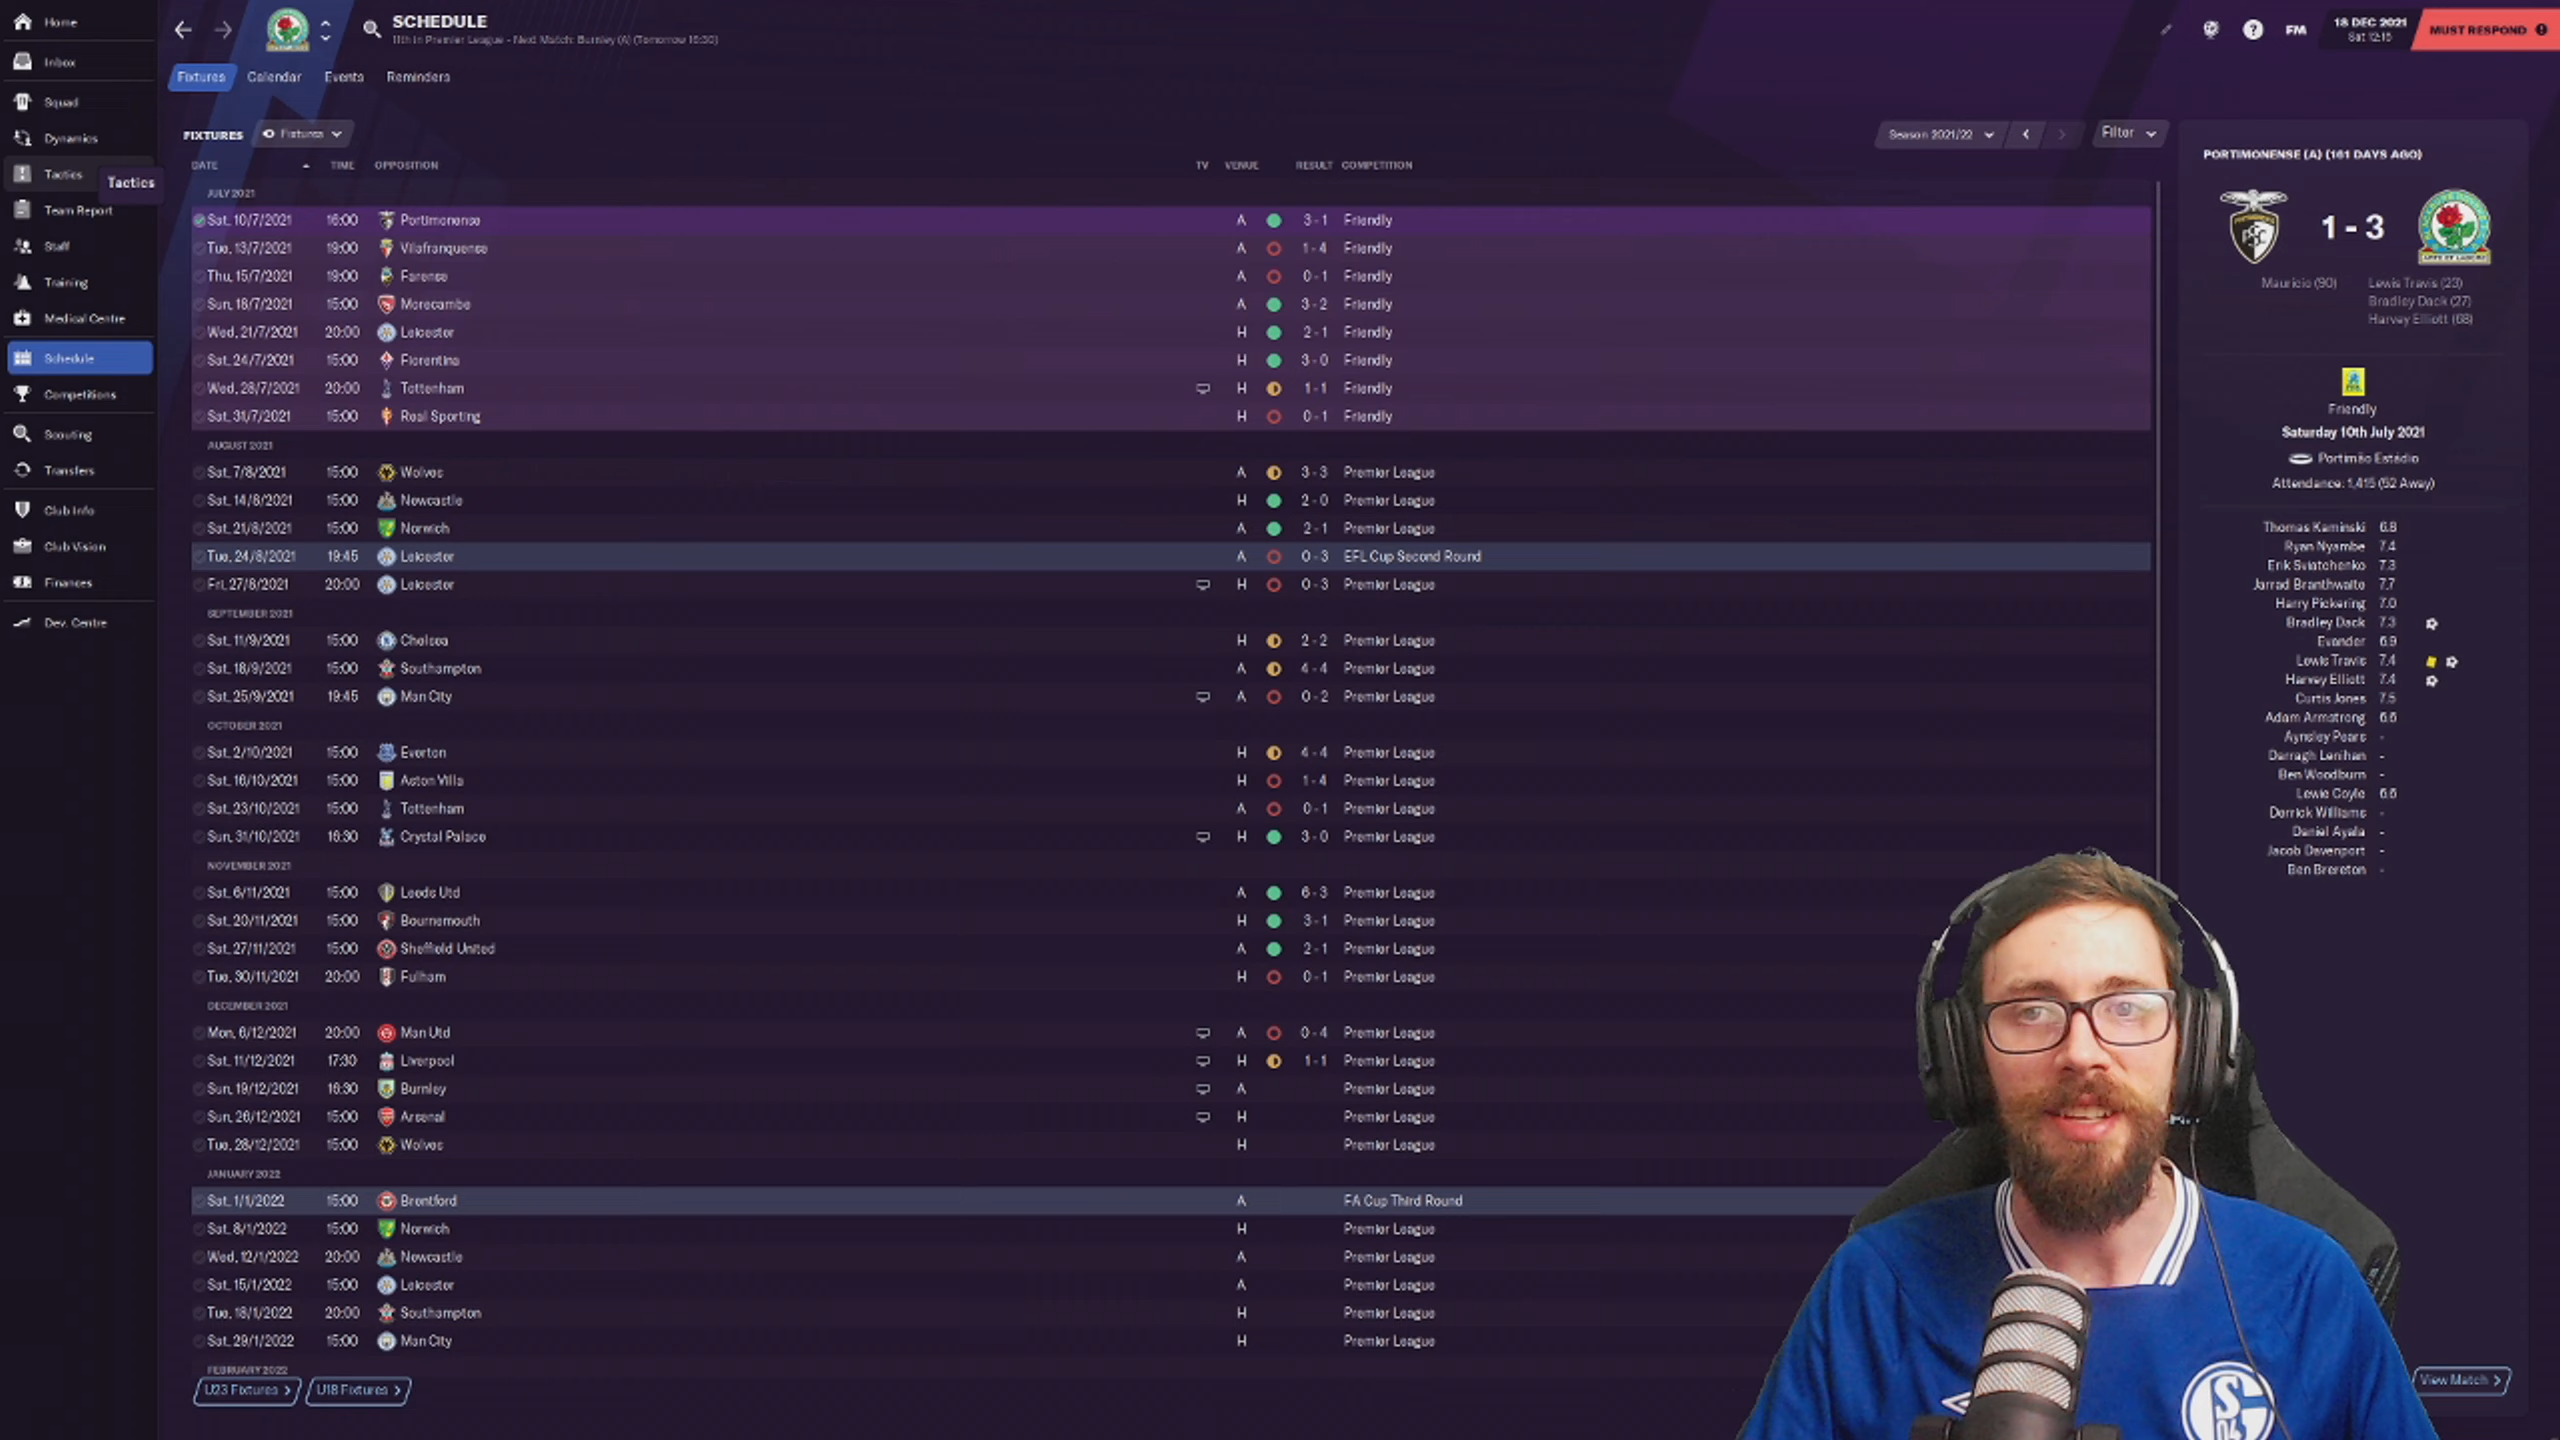 Home
Inbox
Squad
Dynamics
Tactics
Tactics
Team Report
Staff
Training
Medical Centre
Schedule
Competitions
Scouting
Transfers
Club Info
Club Vision
Finances
Dev. Centre
SCHEDULE
11th in Premier League - Next Match: Burnley (A) (Tomorrow 16:30)
FM
18 DEC 2021
Sat 12:15
MUST RESPOND
Fixtures Calendar Events Reminders
FIXTURES Fixtures
Season 2021/22 Filter
DATE TIME OPPOSITION TV VENUE RESULT COMPETITION
JULY 2021
Sat, 10/7/2021 16:00 Portimonense A 3 - 1 Friendly
Tue, 13/7/2021 19:00 Vilafranquense A 1 - 4 Friendly
Thu, 15/7/2021 19:00 Farense A 0 - 1 Friendly
Sun, 18/7/2021 15:00 Morecambe A 3 - 2 Friendly
Wed, 21/7/2021 20:00 Leicester H 2 - 1 Friendly
Sat, 24/7/2021 15:00 Fiorentina H 3 - 0 Friendly
Wed, 28/7/2021 20:00 Tottenham H 1 - 1 Friendly
Sat, 31/7/2021 15:00 Real Sporting H 0 - 1 Friendly
AUGUST 2021
Sat, 7/8/2021 15:00 Wolves A 3 - 3 Premier League
Sat, 14/8/2021 15:00 Newcastle H 2 - 0 Premier League
Sat, 21/8/2021 15:00 Norwich A 2 - 1 Premier League
Tue, 24/8/2021 19:45 Leicester A 0 - 3 EFL Cup Second Round
Fri, 27/8/2021 20:00 Leicester H 0 - 3 Premier League
SEPTEMBER 2021
Sat, 11/9/2021 15:00 Chelsea H 2 - 2 Premier League
Sat, 18/9/2021 15:00 Southampton A 4 - 4 Premier League
Sat, 25/9/2021 19:45 Man City A 0 - 2 Premier League
OCTOBER 2021
Sat, 2/10/2021 15:00 Everton H 4 - 4 Premier League
Sat, 16/10/2021 15:00 Aston Villa H 1 - 4 Premier League
Sat, 23/10/2021 15:00 Tottenham A 0 - 1 Premier League
Sun, 31/10/2021 16:30 Crystal Palace H 3 - 0 Premier League
NOVEMBER 2021
Sat, 6/11/2021 15:00 Leeds Utd A 6 - 3 Premier League
Sat, 20/11/2021 15:00 Bournemouth H 3 - 1 Premier League
Sat, 27/11/2021 15:00 Sheffield United A 2 - 1 Premier League
Tue, 30/11/2021 20:00 Fulham H 0 - 1 Premier League
DECEMBER 2021
Mon, 6/12/2021 20:00 Man Utd A 0 - 4 Premier League
Sat, 11/12/2021 17:30 Liverpool H 1 - 1 Premier League
Sun, 19/12/2021 16:30 Burnley A Premier League
Sun, 26/12/2021 15:00 Arsenal H Premier League
Tue, 28/12/2021 15:00 Wolves H Premier League
JANUARY 2022
Sat, 1/1/2022 15:00 Brentford A FA Cup Third Round
Sat, 8/1/2022 15:00 Norwich H Premier League
Wed, 12/1/2022 20:00 Newcastle A Premier League
Sat, 15/1/2022 15:00 Leicester A Premier League
Tue, 18/1/2022 20:00 Southampton H Premier League
Sat, 29/1/2022 15:00 Man City H Premier League
FEBRUARY 2022
U23 Fixtures U18 Fixtures
PORTIMONENSE (A) (161 DAYS AGO)
1 - 3
Mauricio (90) Lewis Travis (23)
Bradley Dack (27)
Harvey Elliott (68)
Friendly
Saturday 10th July 2021
Portimão Estádio
Attendance: 1,415 (52 Away)
Thomas Kaminski 6.8
Ryan Nyambe 7.4
Erik Sviatchenko 7.3
Jarrad Branthwaite 7.7
Harry Pickering 7.0
Bradley Dack 7.3
Evander 6.9
Lewis Travis 7.4
Harvey Elliott 7.4
Curtis Jones 7.5
Adam Armstrong 6.6
Aynsley Pears -
Darragh Lenihan -
Ben Woodburn -
Lewie Coyle 6.6
Derrick Williams -
Daniel Ayala -
Jacob Davenport -
Ben Brereton -
View Match